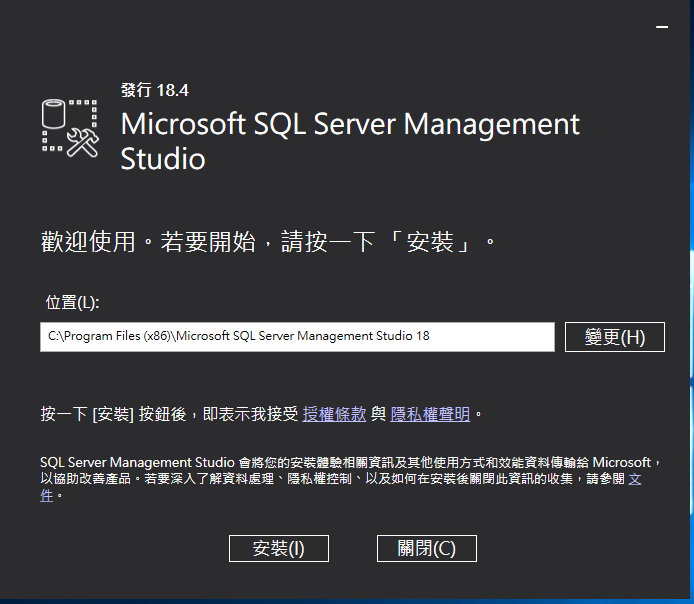 發行 18.4
Microsoft SQL Server Management
Studio
歡迎使用。若要開始，請按一下「安裝」。
位置(L):
C:\Program Files (x86)\Microsoft SQL Server Management Studio 18
變更(H)
按一下 [安裝] 按鈕後，即表示我接受 授權條款 與 隱私權聲明。
SQL Server Management Studio 會將您的安裝體驗相關資訊及其他使用方式和效能資料傳輸給 Microsoft，
以協助改善產品。若要深入了解資料處理、隱私權控制、以及如何在安裝後關閉此資訊的收集，請參閱 文
件。
安裝(I)
關閉(C)